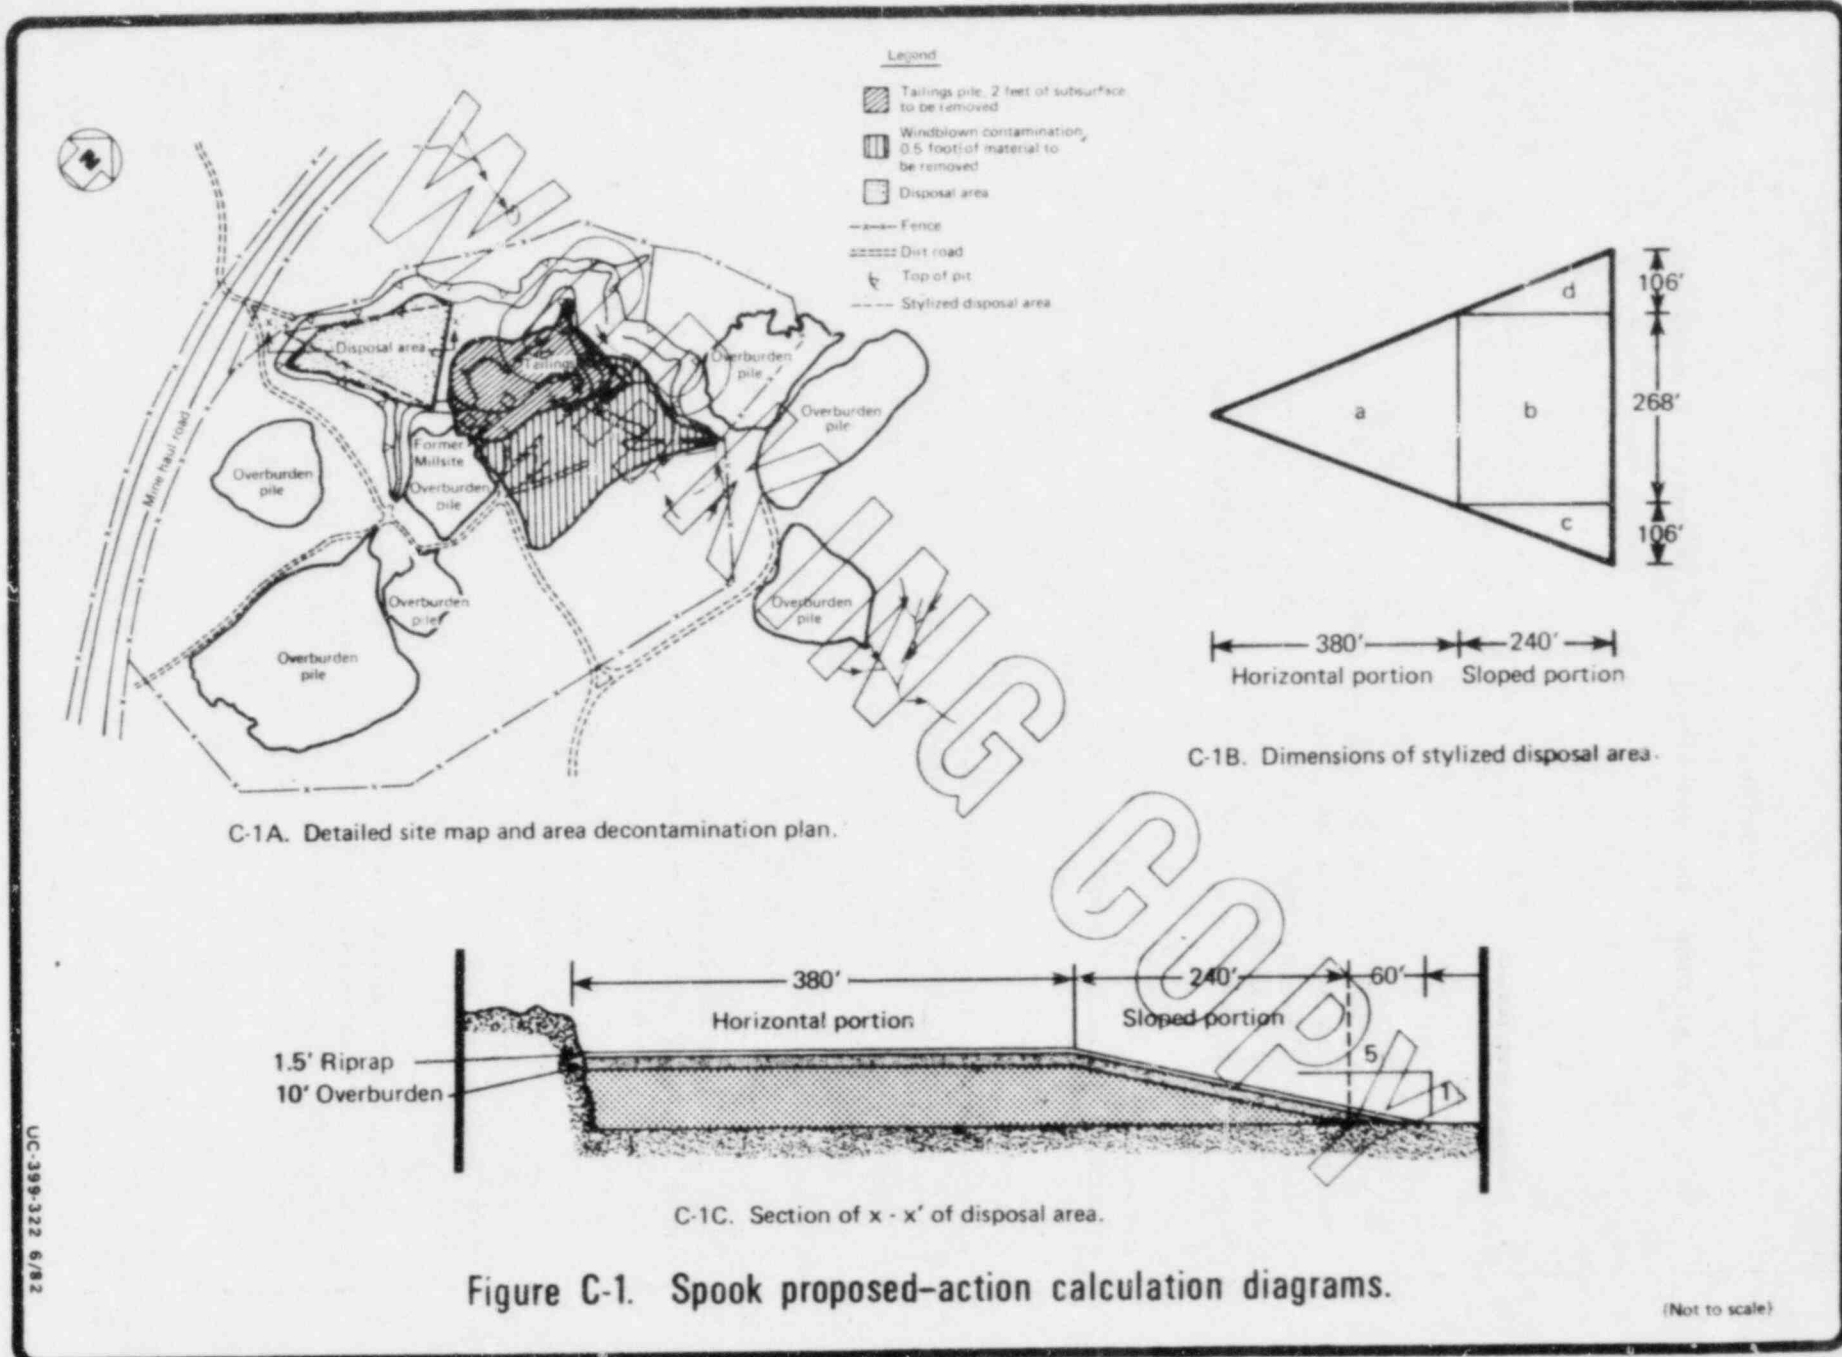 Legend
Tailings pile, 2 feet of subsurface
to be removed
Windblown contamination,
0.5 foot of material to
be removed
Disposal area
Fence
Dirt road
Top of pit
Stylized disposal area
N
Disposal area
Tailings
Overburden
pile
Overburden
pile
Mine haul road
Former
Millsite
Overburden
pile
Overburden
pile
Overburden
pile
Overburden
pile
Overburden
pile
C-1A. Detailed site map and area decontamination plan.
d
106'
a
b
268'
c
106'
380'
240'
Horizontal portion
Sloped portion
C-1B. Dimensions of stylized disposal area.
380'
240'
60'
Horizontal portion
Sloped portion
1.5' Riprap
10' Overburden
5
1
C-1C. Section of x - x' of disposal area.
Figure C-1. Spook proposed-action calculation diagrams.
(Not to scale)
UC-399-322 6/82
WORKING COPY